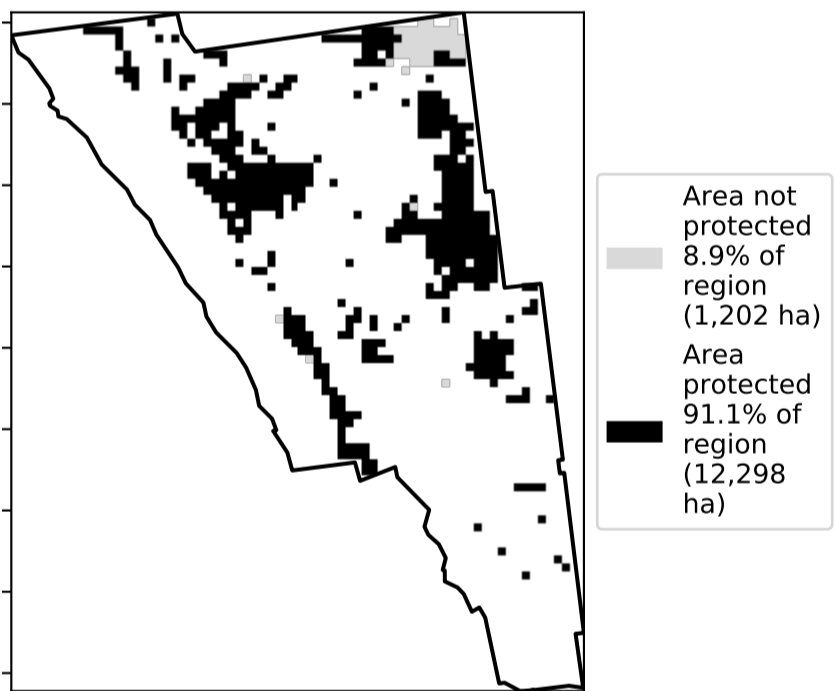 Area not
protected
8.9% of
region
(1,202 ha)
Area
protected
91.1% of
region
(12,298
ha)